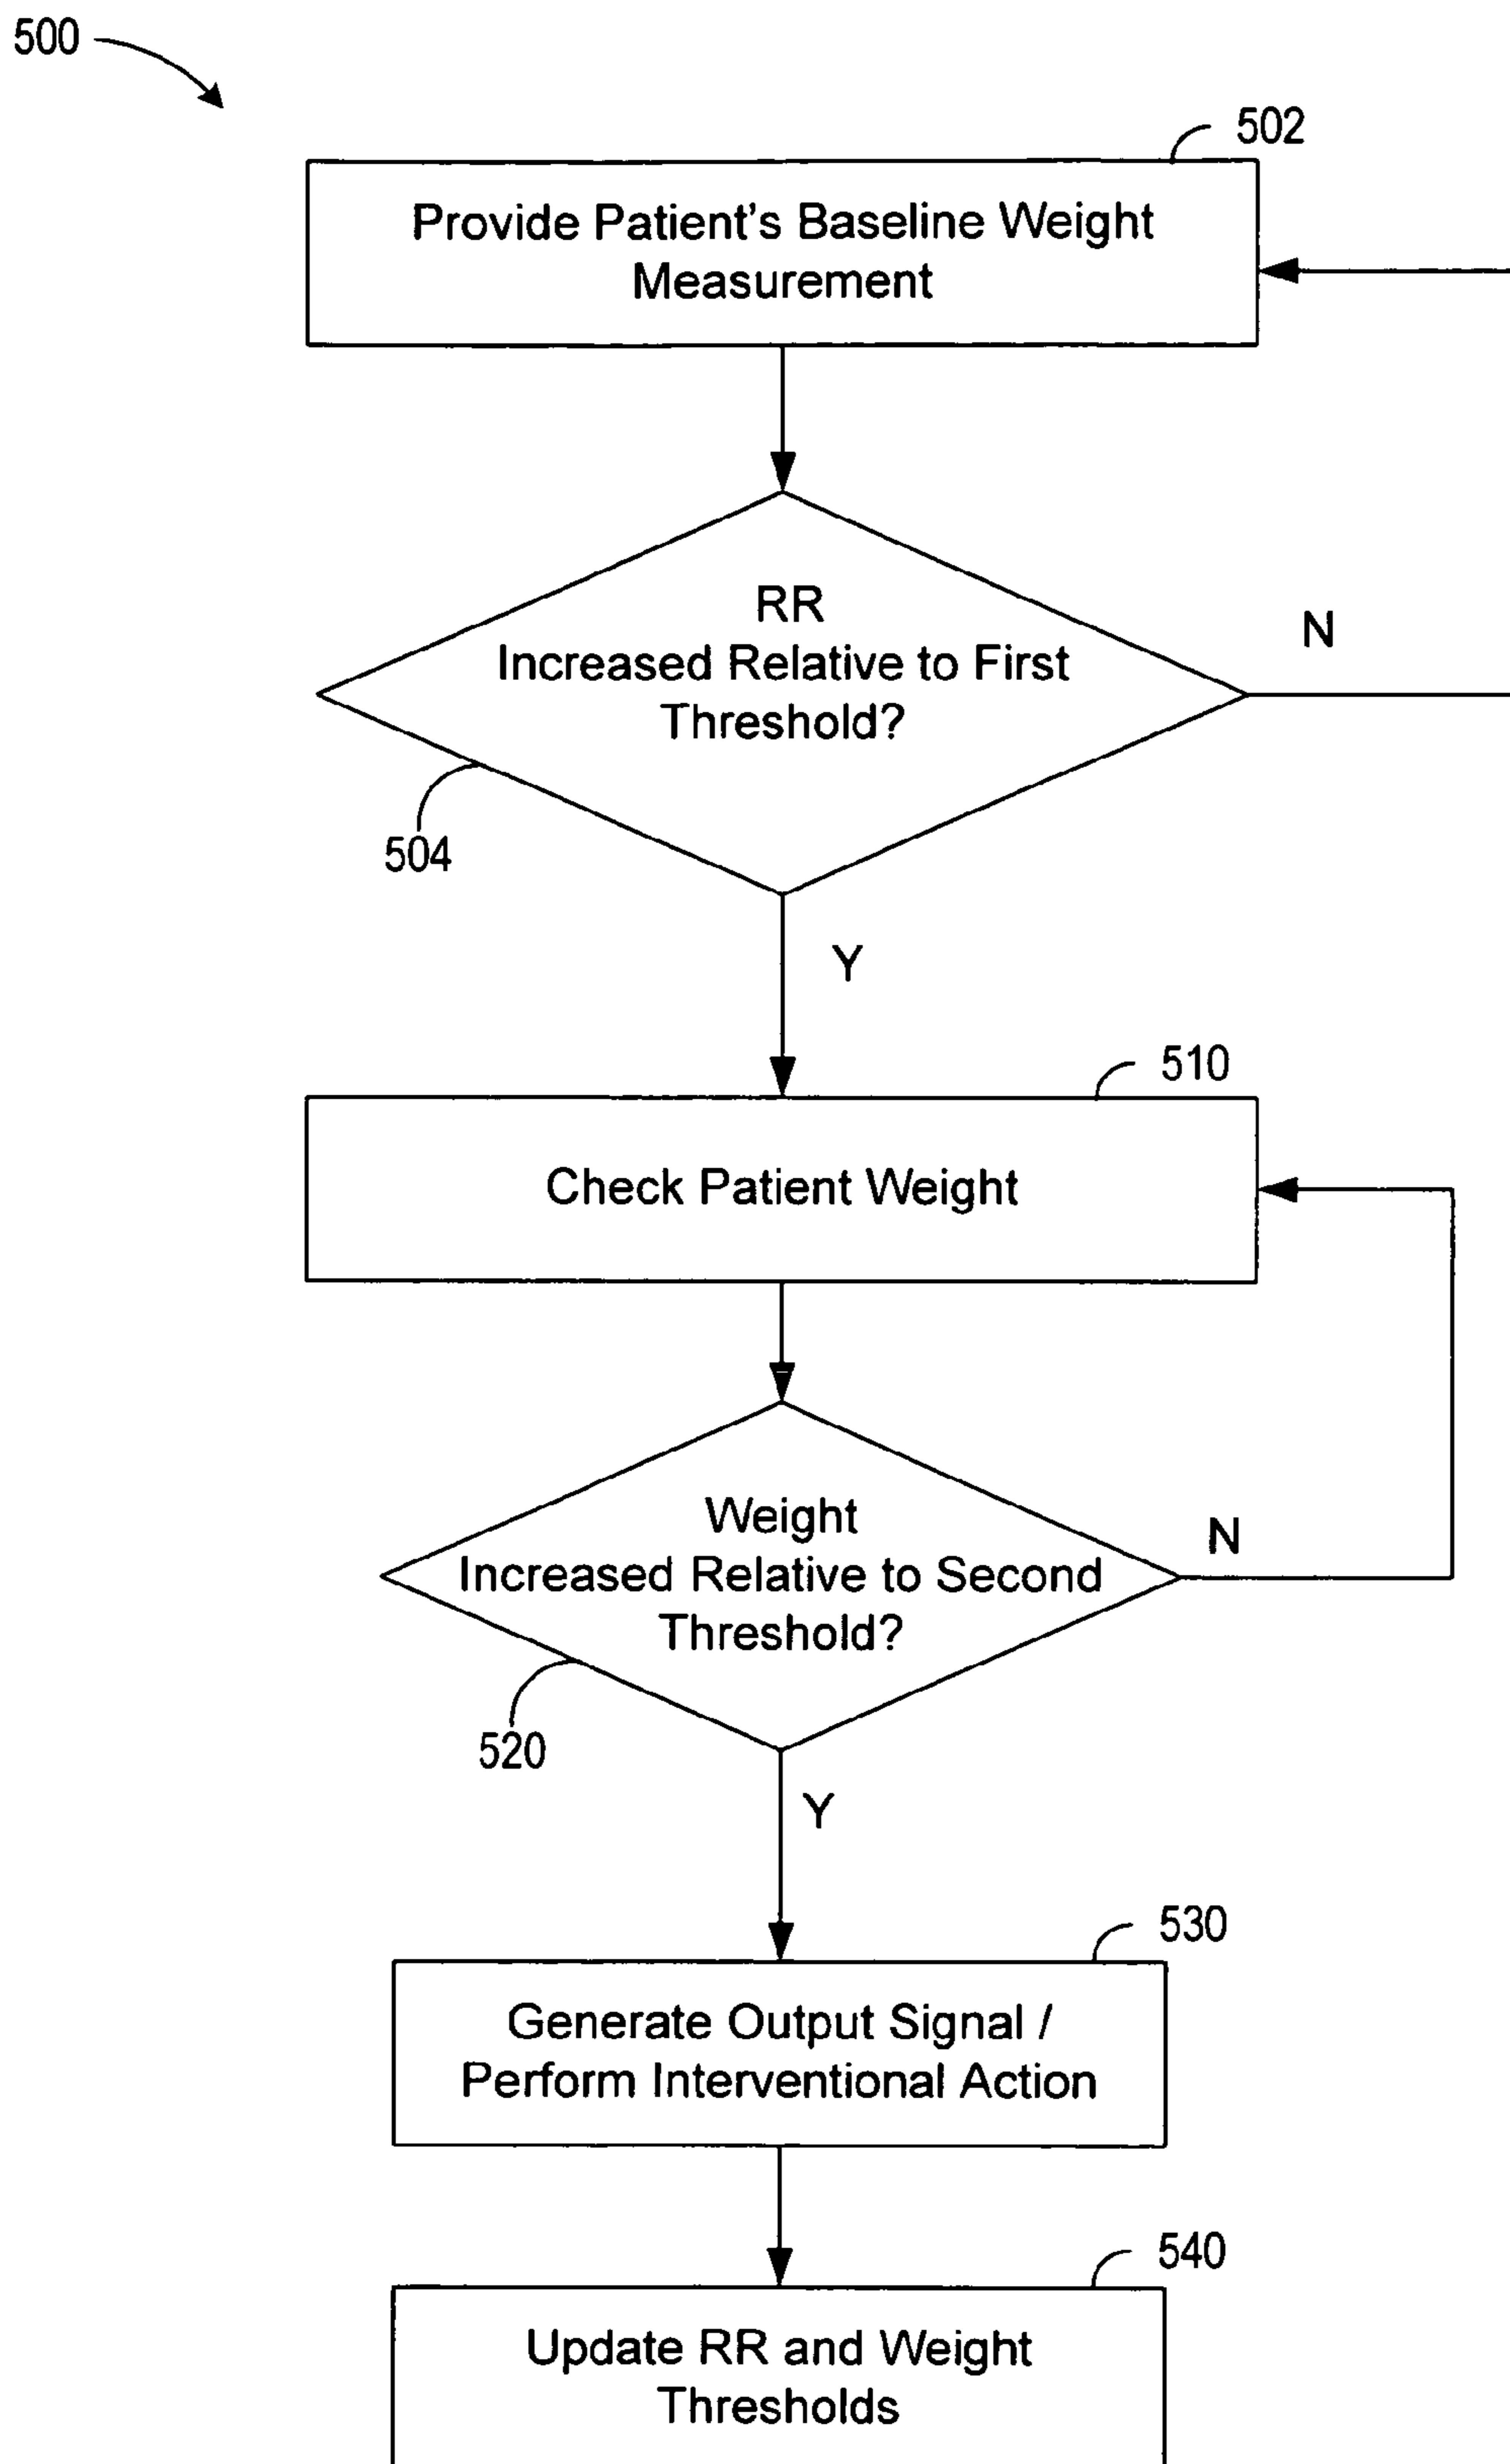 500
502
Provide Patient's Baseline Weight
Measurement
RR
Increased Relative to First
Threshold?
N
504
Y
510
Check Patient Weight
Weight
Increased Relative to Second
Threshold?
N
520
Y
530
Generate Output Signal /
Perform Interventional Action
540
Update RR and Weight
Thresholds